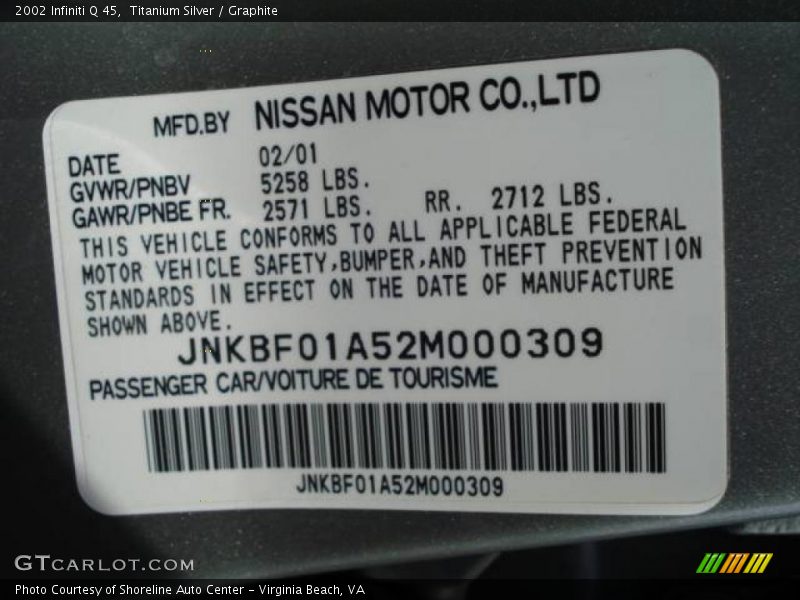 2002 Infiniti Q 45,  Titanium Silver / Graphite
MFD.BY NISSAN MOTOR CO.,LTD
DATE 02/01
GVWR/PNBV 5258 LBS.
GAWR/PNBE FR. 2571 LBS. RR. 2712 LBS.
THIS VEHICLE CONFORMS TO ALL APPLICABLE FEDERAL
MOTOR VEHICLE SAFETY,BUMPER,AND THEFT PREVENTION
STANDARDS IN EFFECT ON THE DATE OF MANUFACTURE
SHOWN ABOVE.
JNKBF01A52M000309
PASSENGER CAR/VOITURE DE TOURISME
JNKBF01A52M000309
GTCARLOT.COM
Photo Courtesy of Shoreline Auto Center - Virginia Beach, VA